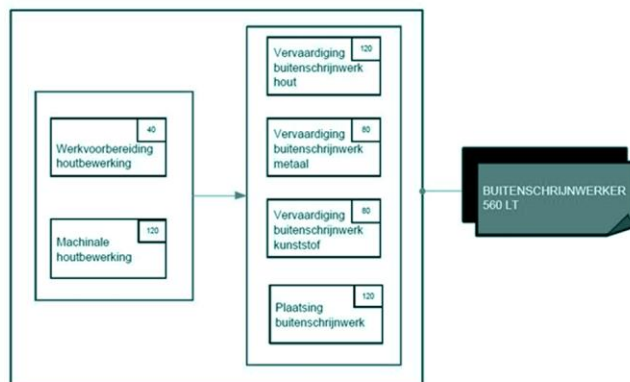 40
Werkvoorbereiding
houtbewerking
120
Machinale
houtbewerking
120
Vervaardiging
buitenschrijnwerk
hout
80
Vervaardiging
buitenschrijnwerk
metaal
80
Vervaardiging
buitenschrijnwerk
kunststof
120
Plaatsing
buitenschrijnwerk
BUITENSCHRIJNWERKER
560 LT